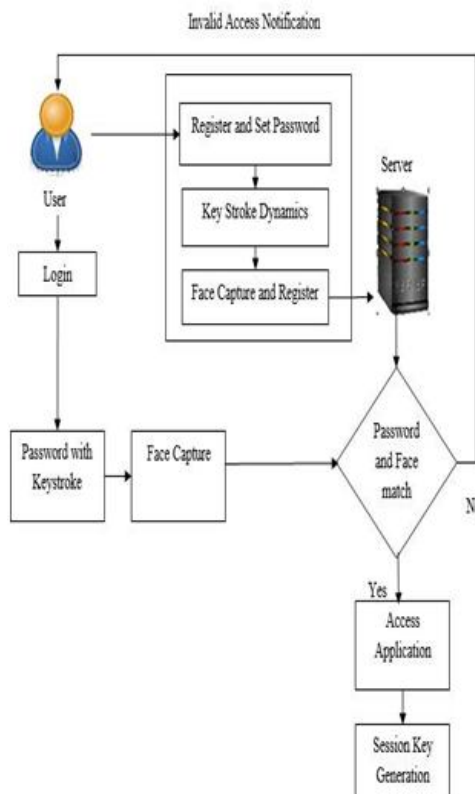 Invalid Access Notification
Register and Set Password
Server
User
Key Stroke Dynamics
Login
Face Capture and Register
Password with
Keystroke
Face Capture
Password
and Face
match
Yes
Access
Application
Session Key
Generation